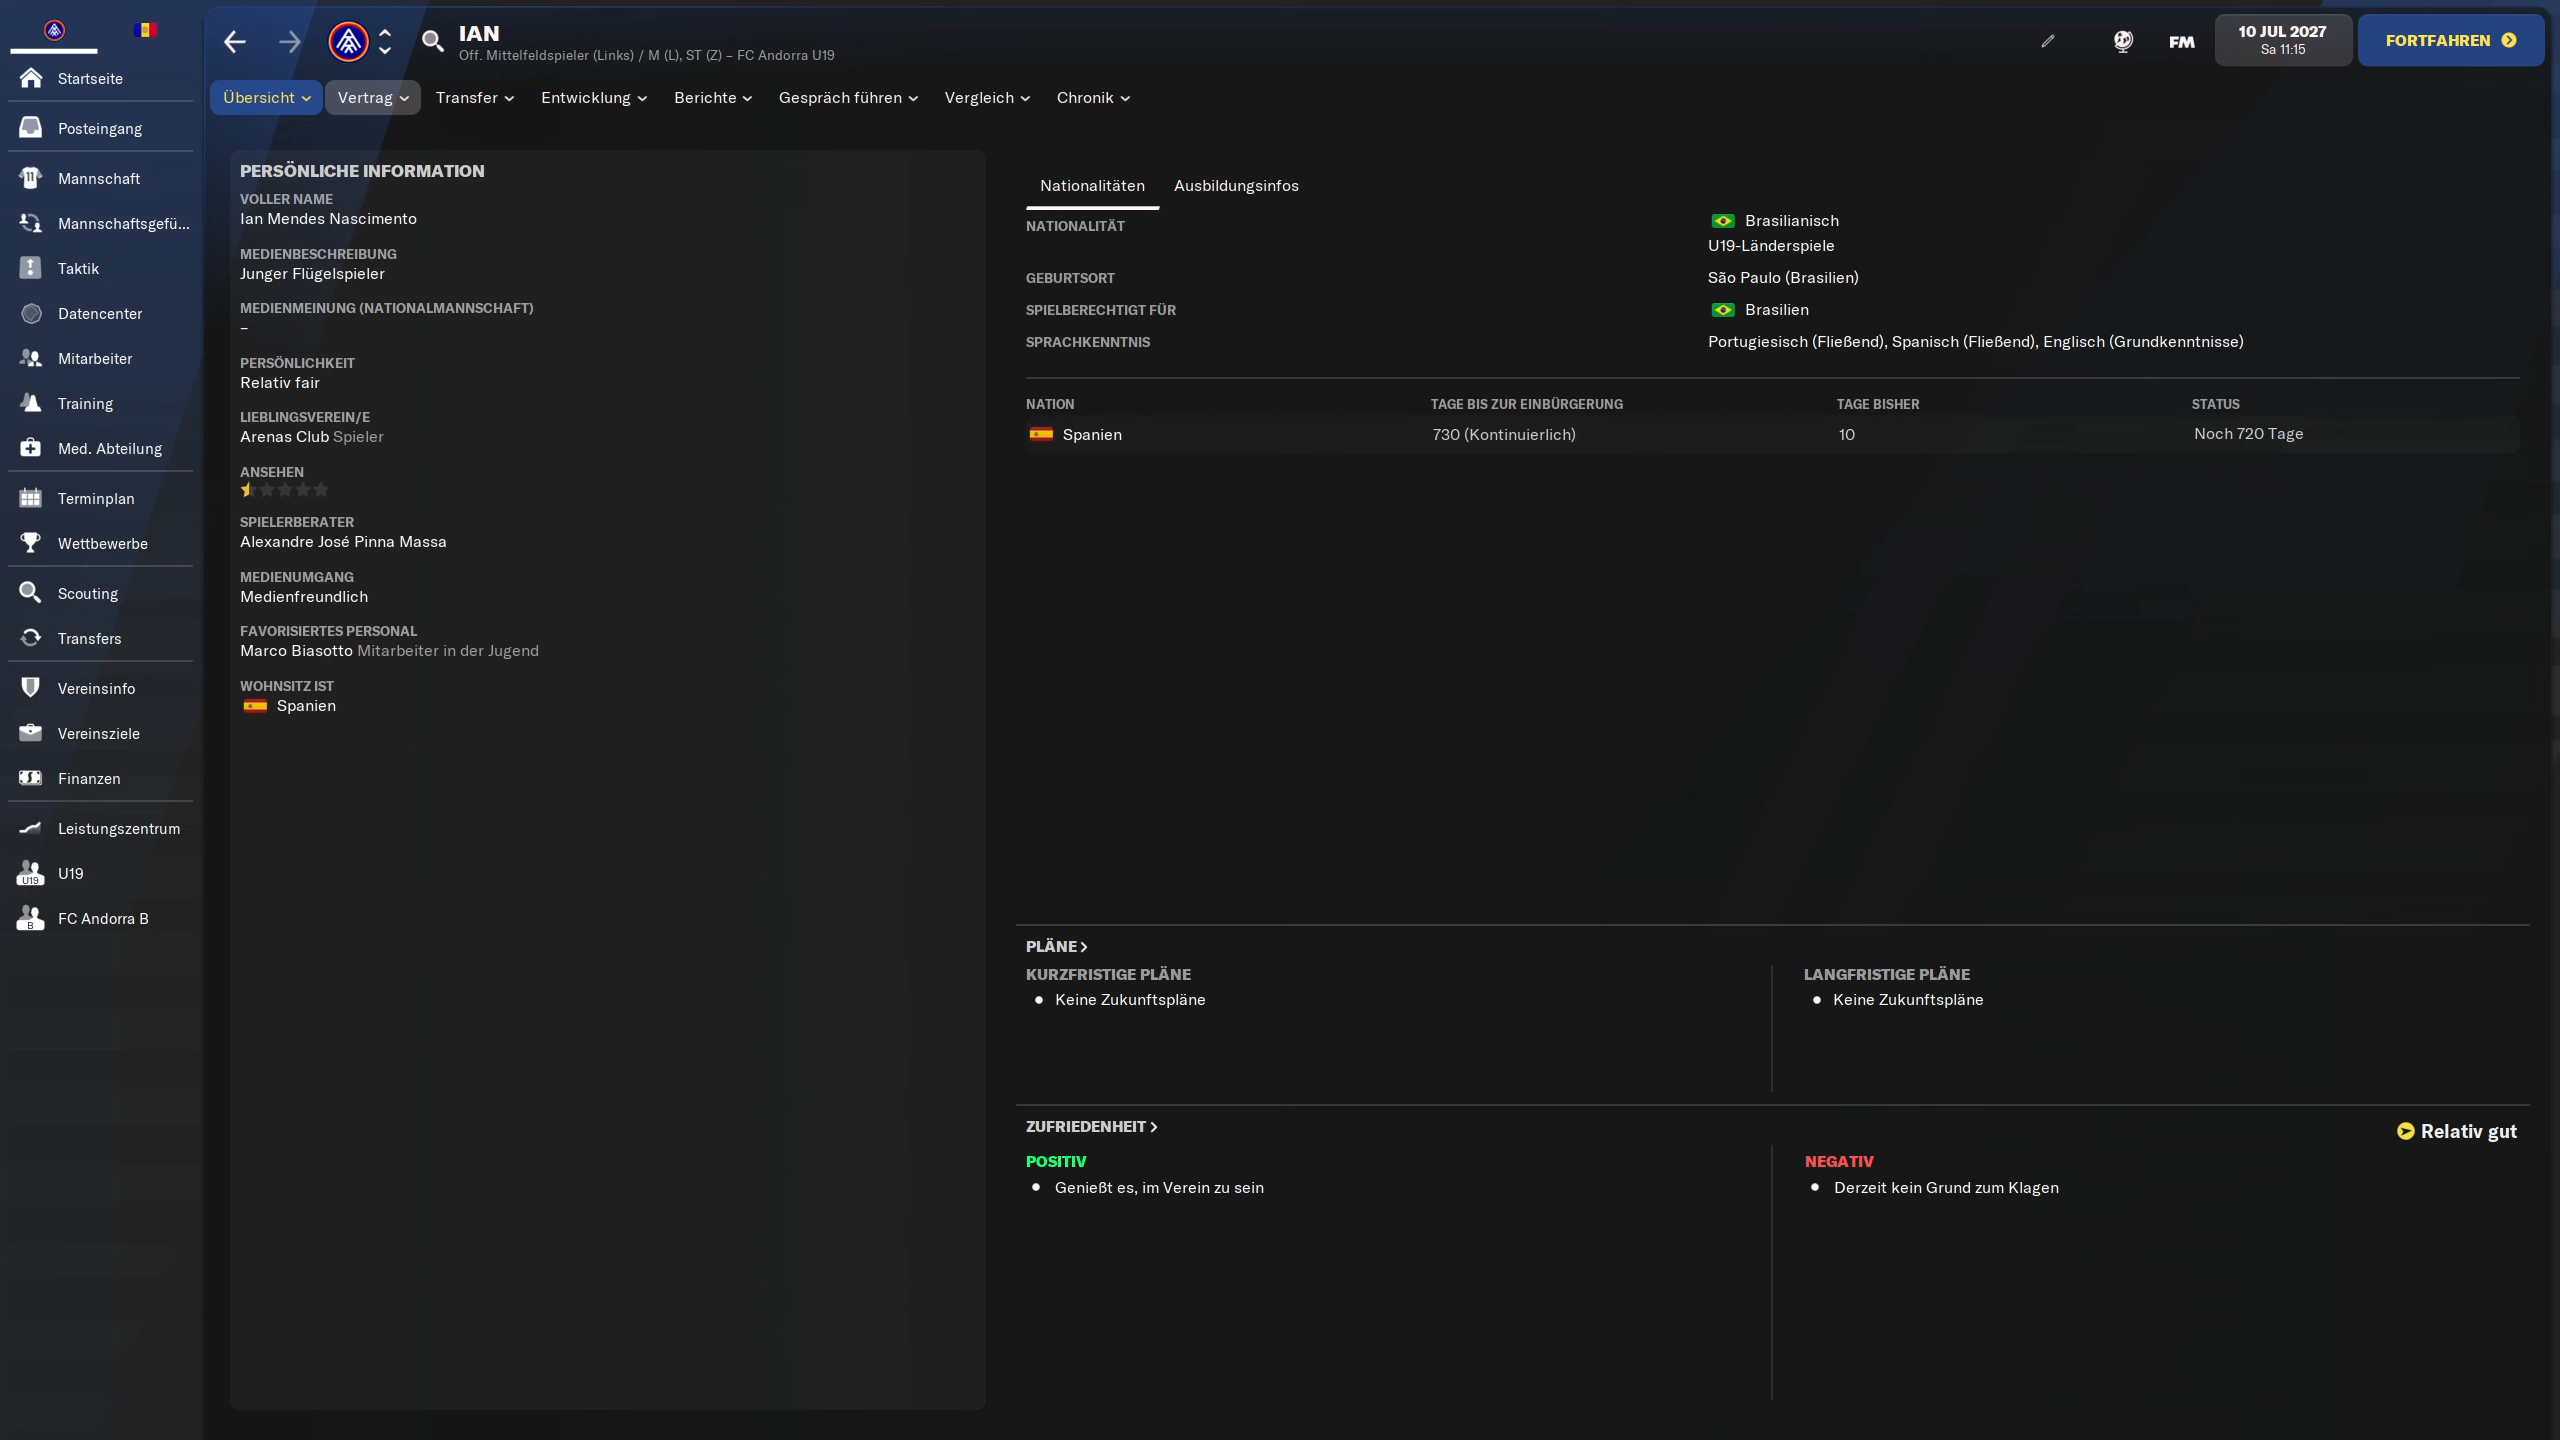 IAN
Off. Mittelfeldspieler (Links) / M (L), ST (Z) – FC Andorra U19
FM
10 JUL 2027
Sa 11:15
FORTFAHREN
Startseite
Posteingang
Mannschaft
Mannschaftsgefü...
Taktik
Datencenter
Mitarbeiter
Training
Med. Abteilung
Terminplan
Wettbewerbe
Scouting
Transfers
Vereinsinfo
Vereinsziele
Finanzen
Leistungszentrum
U19
U19
B
FC Andorra B
11
Übersicht
Vertrag
Transfer
Entwicklung
Berichte
Gespräch führen
Vergleich
Chronik
PERSÖNLICHE INFORMATION
VOLLER NAME
Ian Mendes Nascimento
MEDIENBESCHREIBUNG
Junger Flügelspieler
MEDIENMEINUNG (NATIONALMANNSCHAFT)
–
PERSÖNLICHKEIT
Relativ fair
LIEBLINGSVEREIN/E
Arenas Club Spieler
ANSEHEN
SPIELERBERATER
Alexandre José Pinna Massa
MEDIENUMGANG
Medienfreundlich
FAVORISIERTES PERSONAL
Marco Biasotto Mitarbeiter in der Jugend
WOHNSITZ IST
Spanien
Nationalitäten
Ausbildungsinfos
NATIONALITÄT
Brasilianisch
U19-Länderspiele
GEBURTSORT
São Paulo (Brasilien)
SPIELBERECHTIGT FÜR
Brasilien
SPRACHKENNTNIS
Portugiesisch (Fließend), Spanisch (Fließend), Englisch (Grundkenntnisse)
NATION TAGE BIS ZUR EINBÜRGERUNG TAGE BISHER STATUS
Spanien 730 (Kontinuierlich) 10 Noch 720 Tage
PLÄNE
KURZFRISTIGE PLÄNE
Keine Zukunftspläne
LANGFRISTIGE PLÄNE
Keine Zukunftspläne
ZUFRIEDENHEIT
Relativ gut
POSITIV
Genießt es, im Verein zu sein
NEGATIV
Derzeit kein Grund zum Klagen